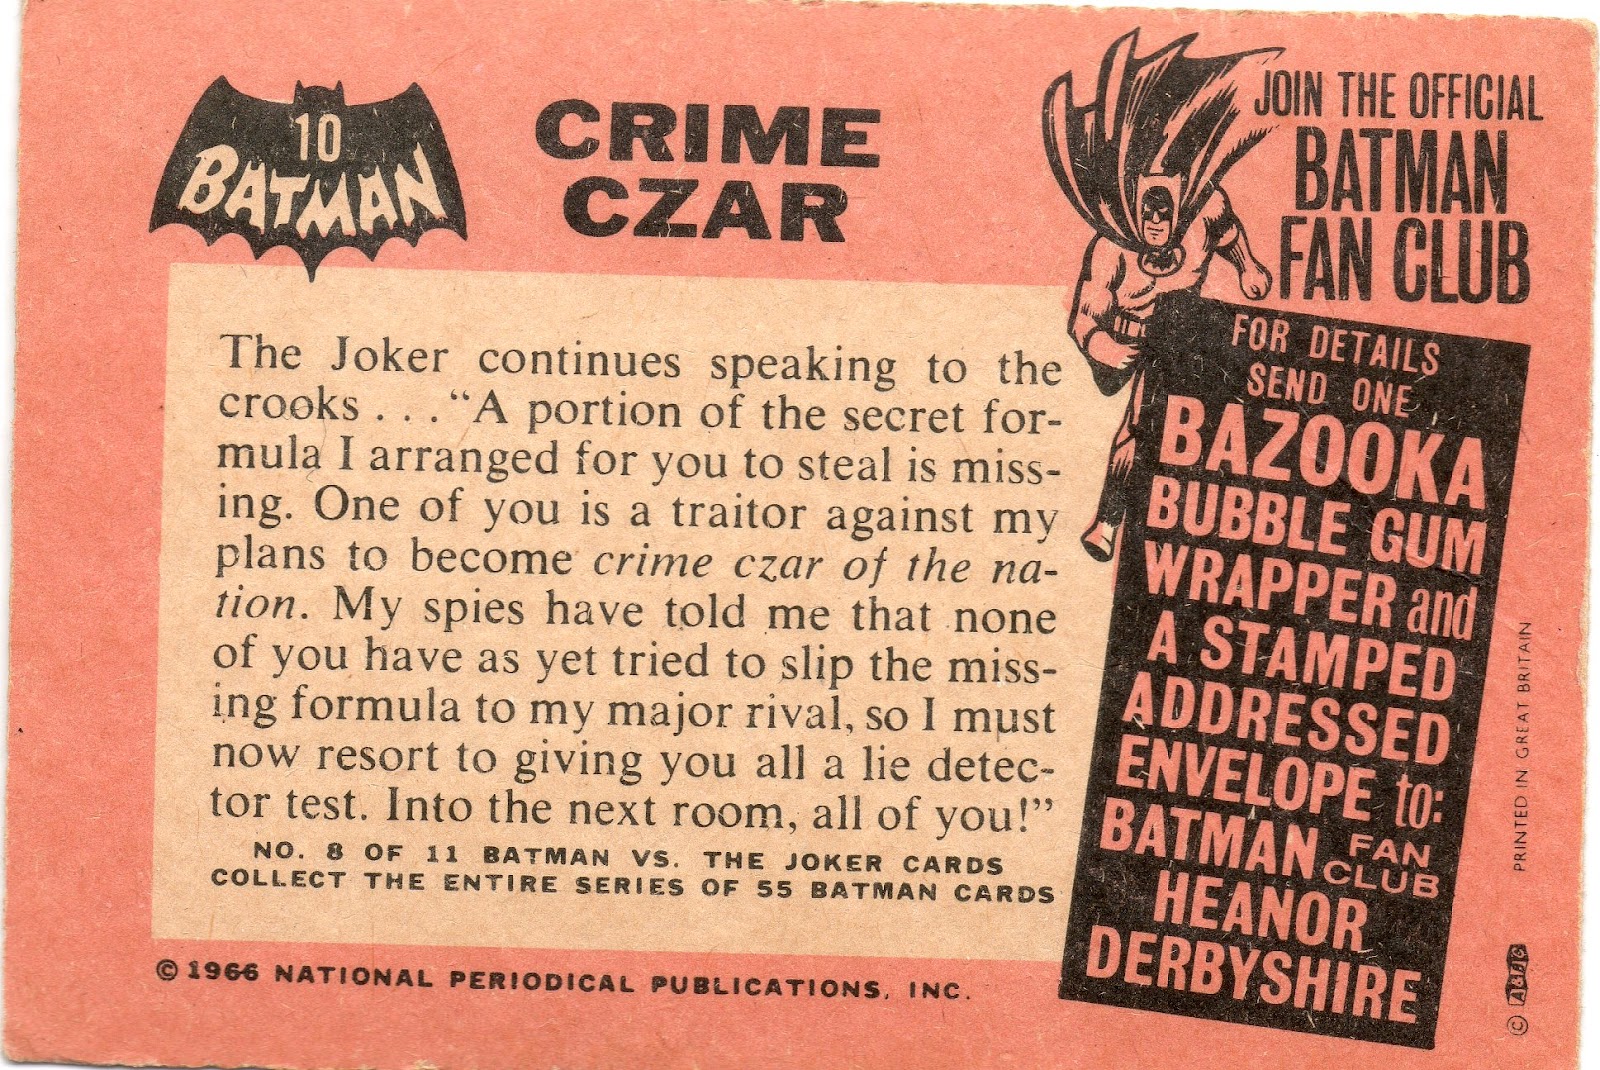 10
BATMAN
CRIME
CZAR
The Joker continues speaking to the
crooks . . . “A portion of the secret for-
mula I arranged for you to steal is miss-
ing. One of you is a traitor against my
plans to become crime czar of the na-
tion. My spies have told me that none
of you have as yet tried to slip the miss-
ing formula to my major rival, so I must
now resort to giving you all a lie detec-
tor test. Into the next room, all of you!”
NO. 8 OF 11 BATMAN VS. THE JOKER CARDS
COLLECT THE ENTIRE SERIES OF 55 BATMAN CARDS
© 1966 NATIONAL PERIODICAL PUBLICATIONS, INC.
JOIN THE OFFICIAL
BATMAN
FAN CLUB
FOR DETAILS
SEND ONE
BAZOOKA
BUBBLE GUM
WRAPPER and
A STAMPED
ADDRESSED
ENVELOPE to:
BATMAN FAN CLUB
HEANOR
DERBYSHIRE
PRINTED IN GREAT BRITAIN
© A&BC